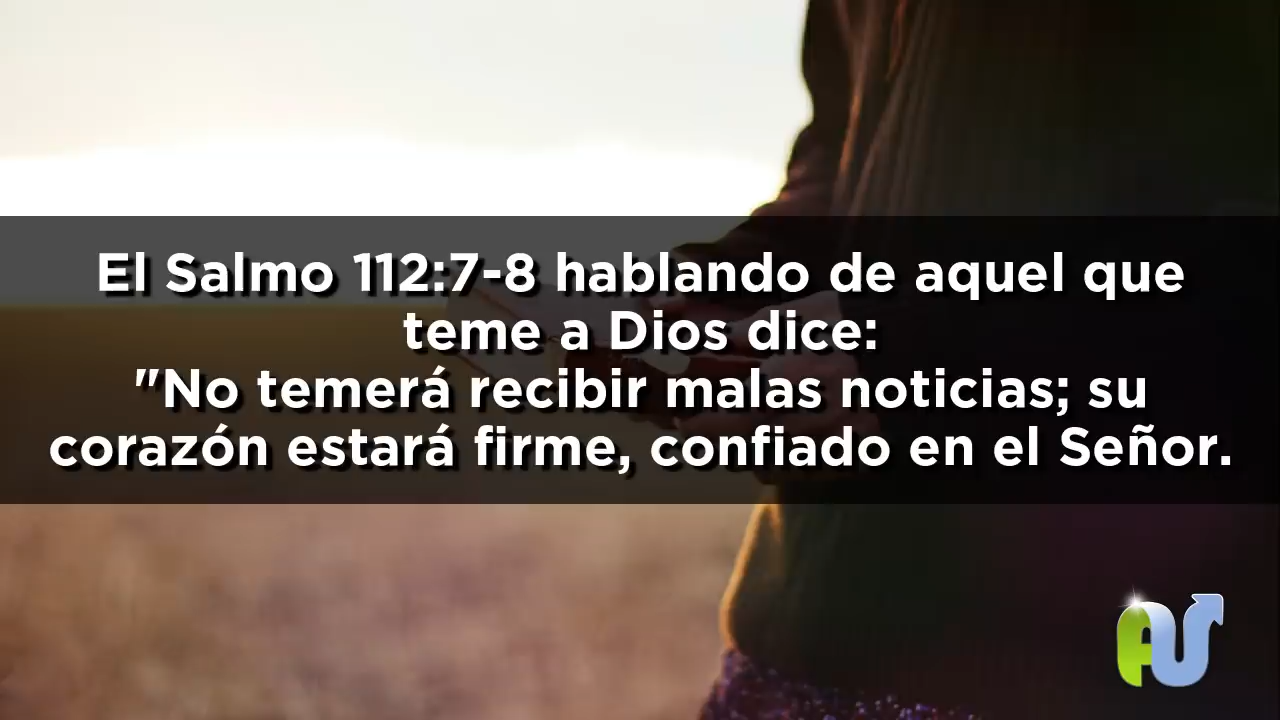 El Salmo 112:7-8 hablando de aquel que
teme a Dios dice:
"No temerá recibir malas noticias; su
corazón estará firme, confiado en el Señor.
AU